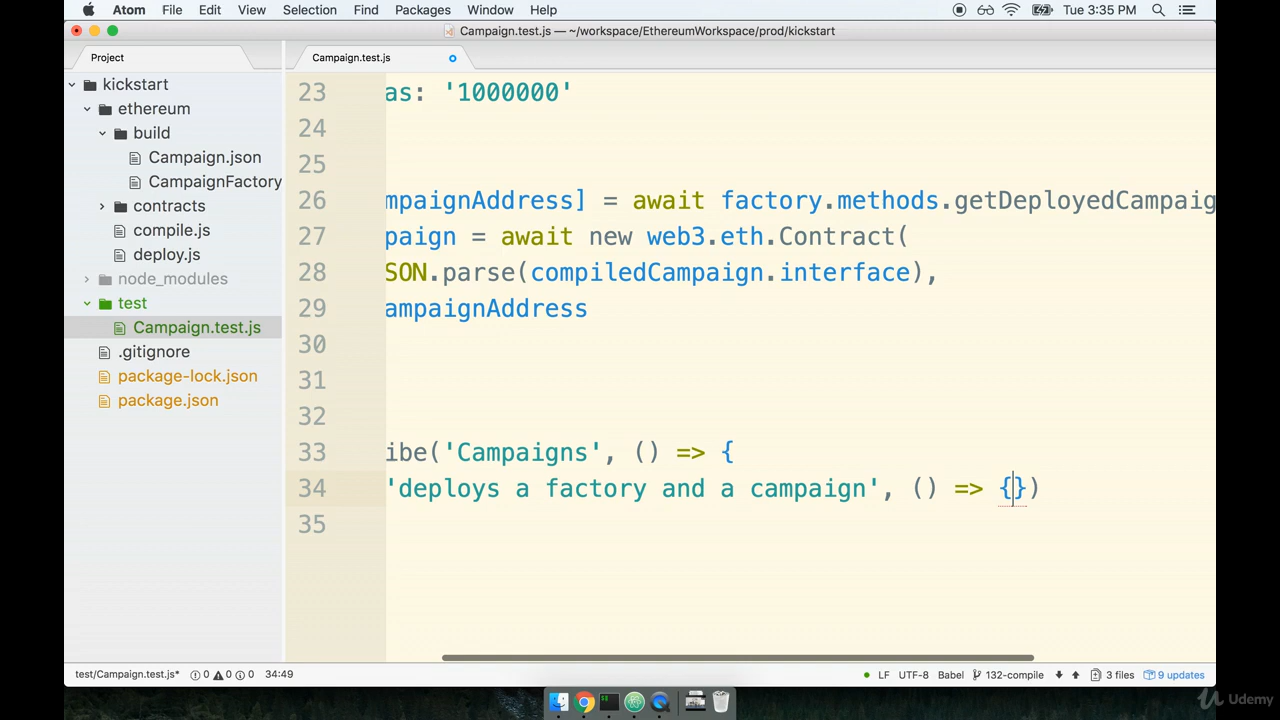 Atom File Edit View Selection Find Packages Window Help Tue 3:35 PM
Campaign.test.js — ~/workspace/EthereumWorkspace/prod/kickstart
Project
Campaign.test.js
kickstart
ethereum
build
Campaign.json
CampaignFactory
contracts
compile.js
deploy.js
node_modules
test
Campaign.test.js
.gitignore
package-lock.json
package.json
23 as: '1000000'
24
25
26 mpaignAddress] = await factory.methods.getDeployedCampaig
27 paign = await new web3.eth.Contract(
28 SON.parse(compiledCampaign.interface),
29 ampaignAddress
30
31
32
33 ibe('Campaigns', () => {
34 'deploys a factory and a campaign', () => {})
35
test/Campaign.test.js* 0 0 0 34:49 LF UTF-8 Babel 132-compile 3 files 9 updates
Udemy